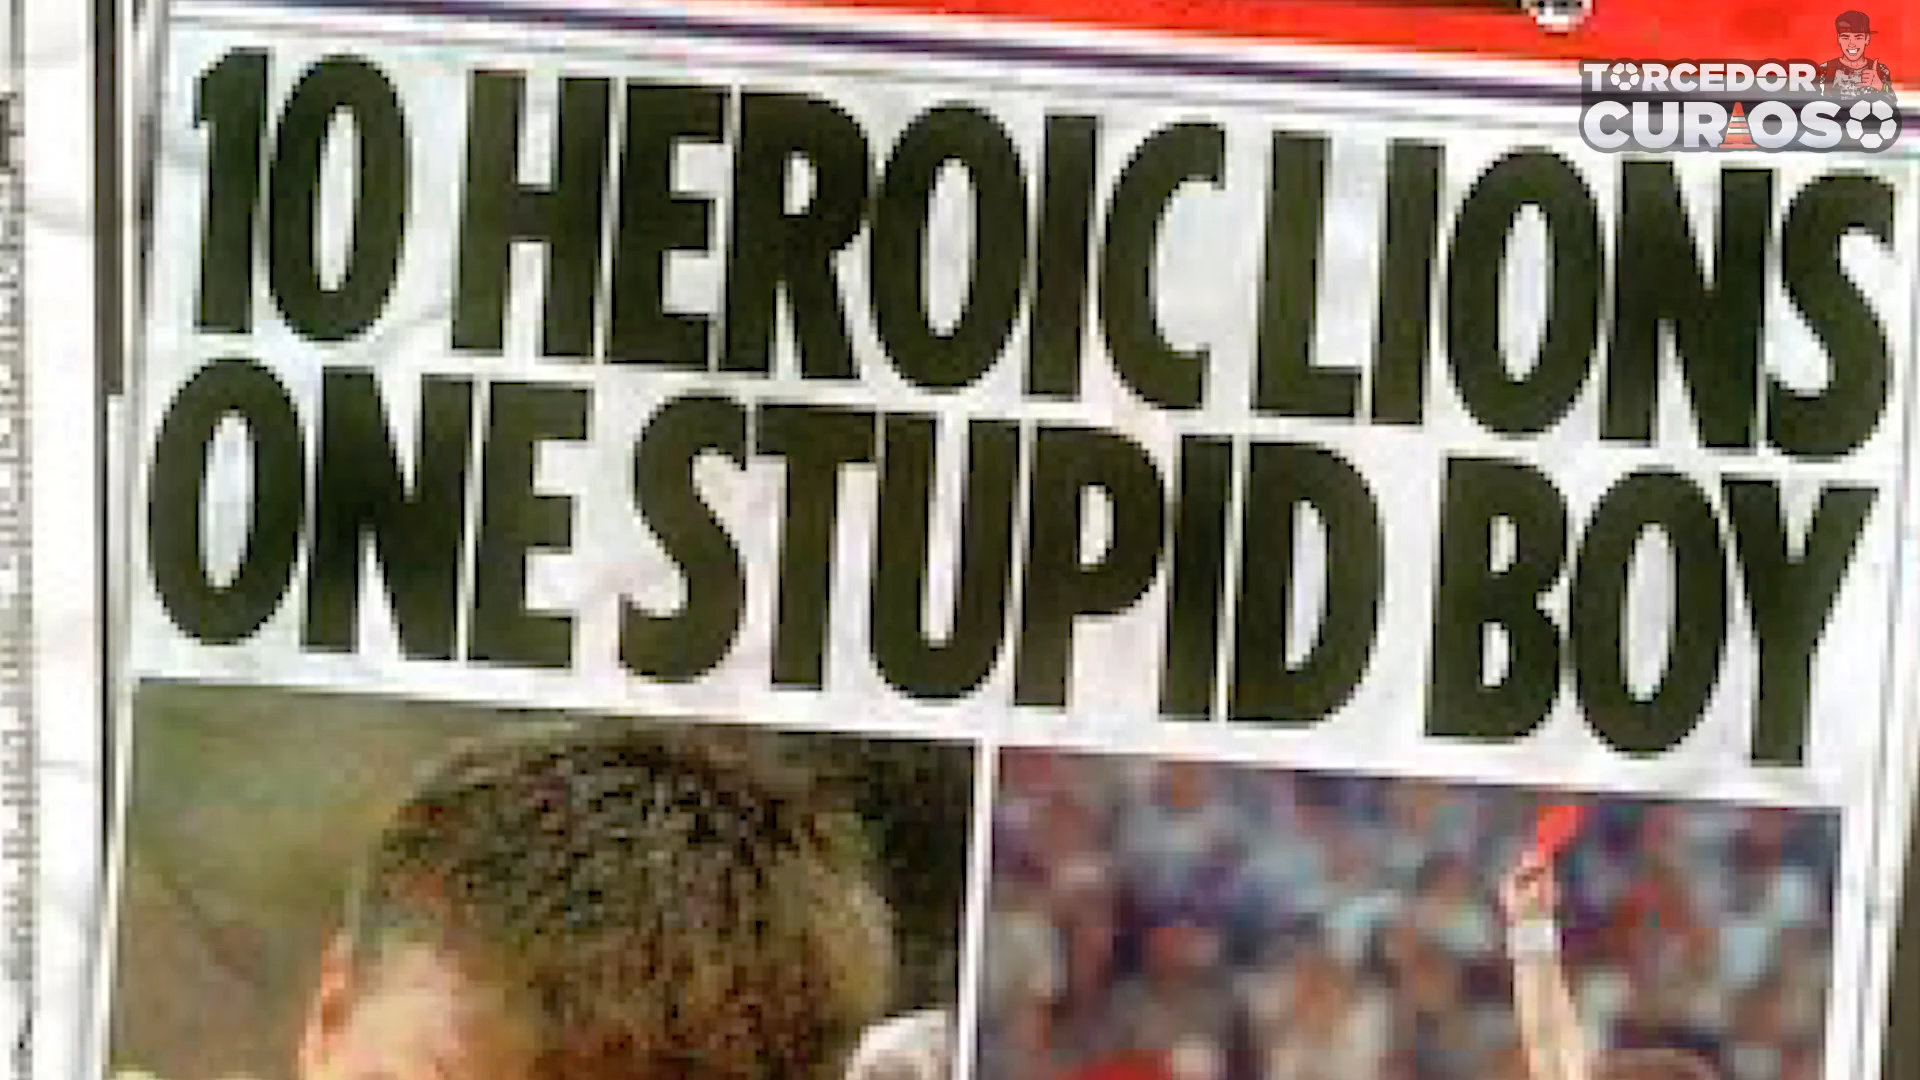 10 HEROIC LIONS
ONE STUPID BOY
TORCEDOR
CURIOSO